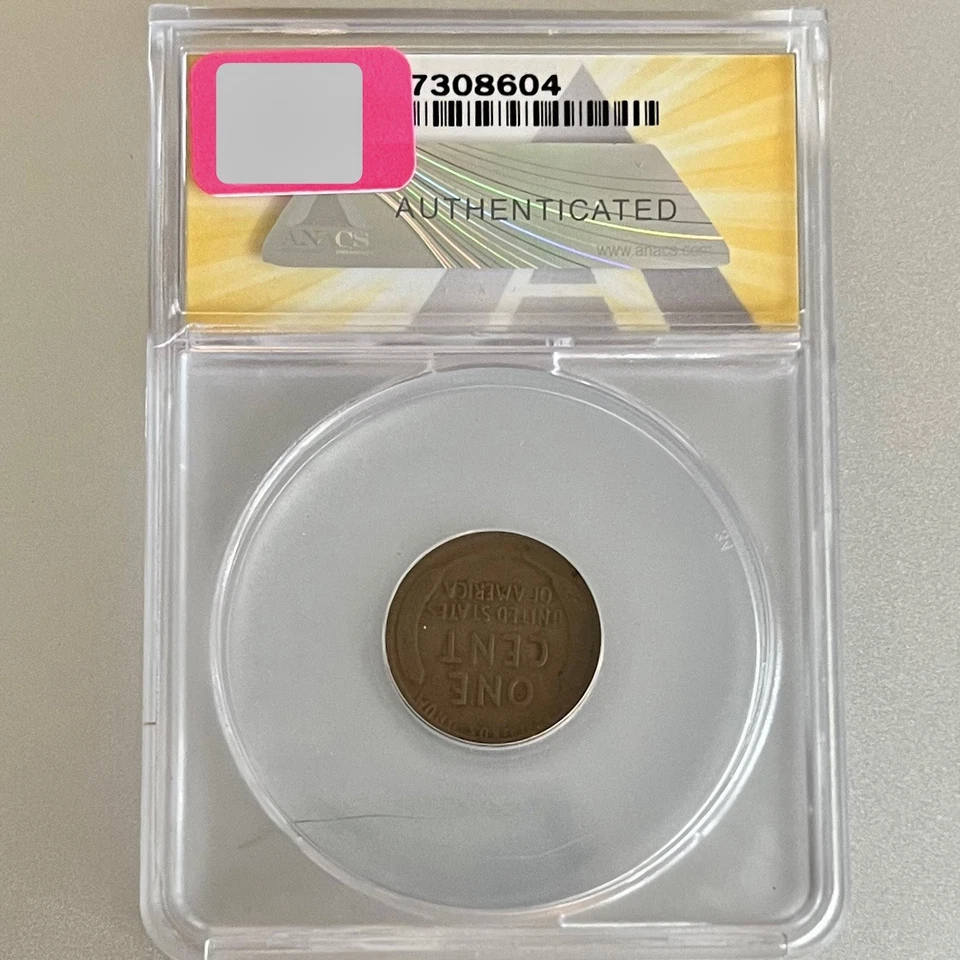 7308604
AUTHENTICATED
ANACS
www.anacs.com
ONE
CENT
UNITED STATES
OF AMERICA